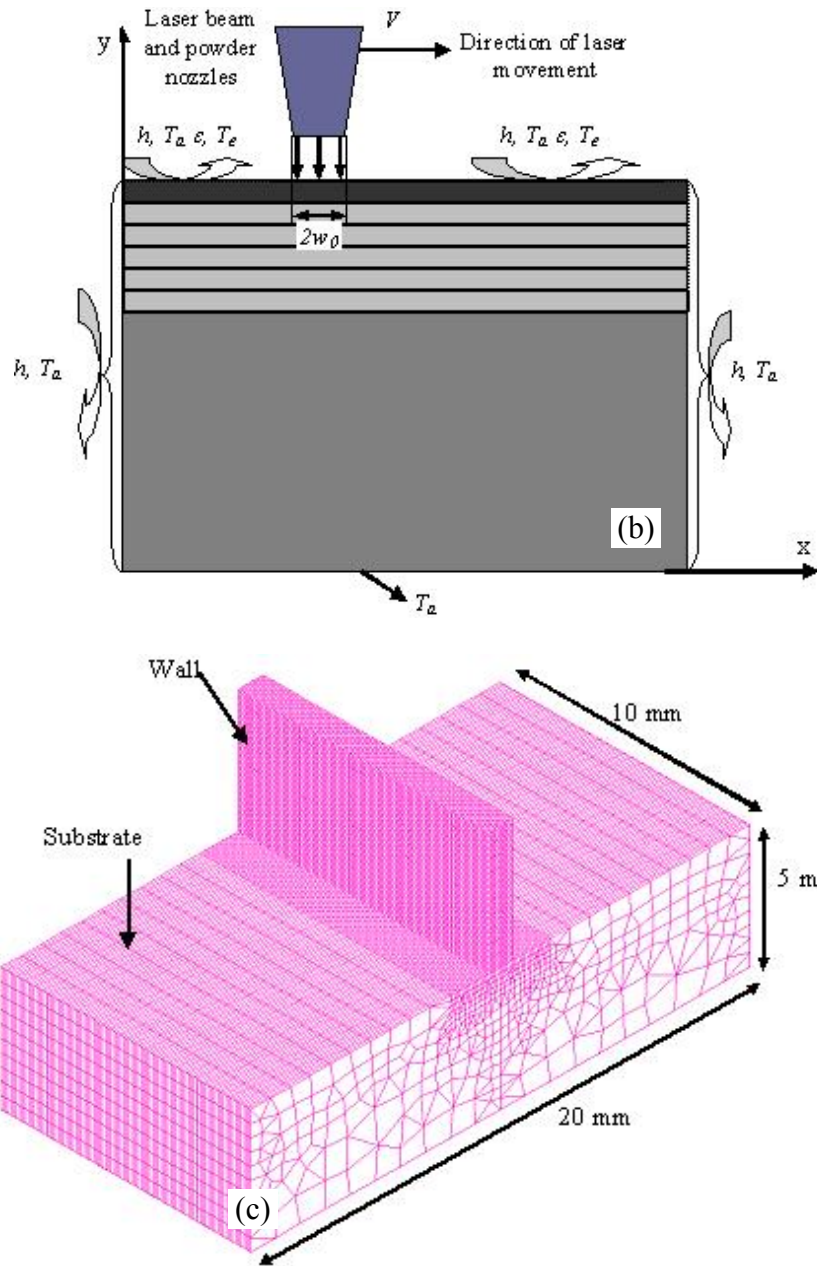 Laser beam
and powder
nozzles
y
V
Direction of laser
movement
h, Ta ε, Te
h, Ta ε, Te
2w0
h, Ta
h, Ta
(b)
x
Ta
Wall
10 mm
Substrate
5 m
20 mm
(c)